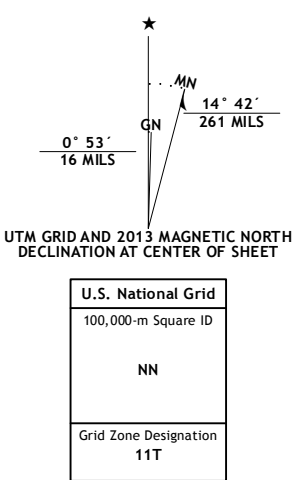 MN
GN
14° 42´
261 MILS
0° 53´
16 MILS
UTM GRID AND 2013 MAGNETIC NORTH
DECLINATION AT CENTER OF SHEET
U.S. National Grid
100,000-m Square ID
NN
Grid Zone Designation
11T